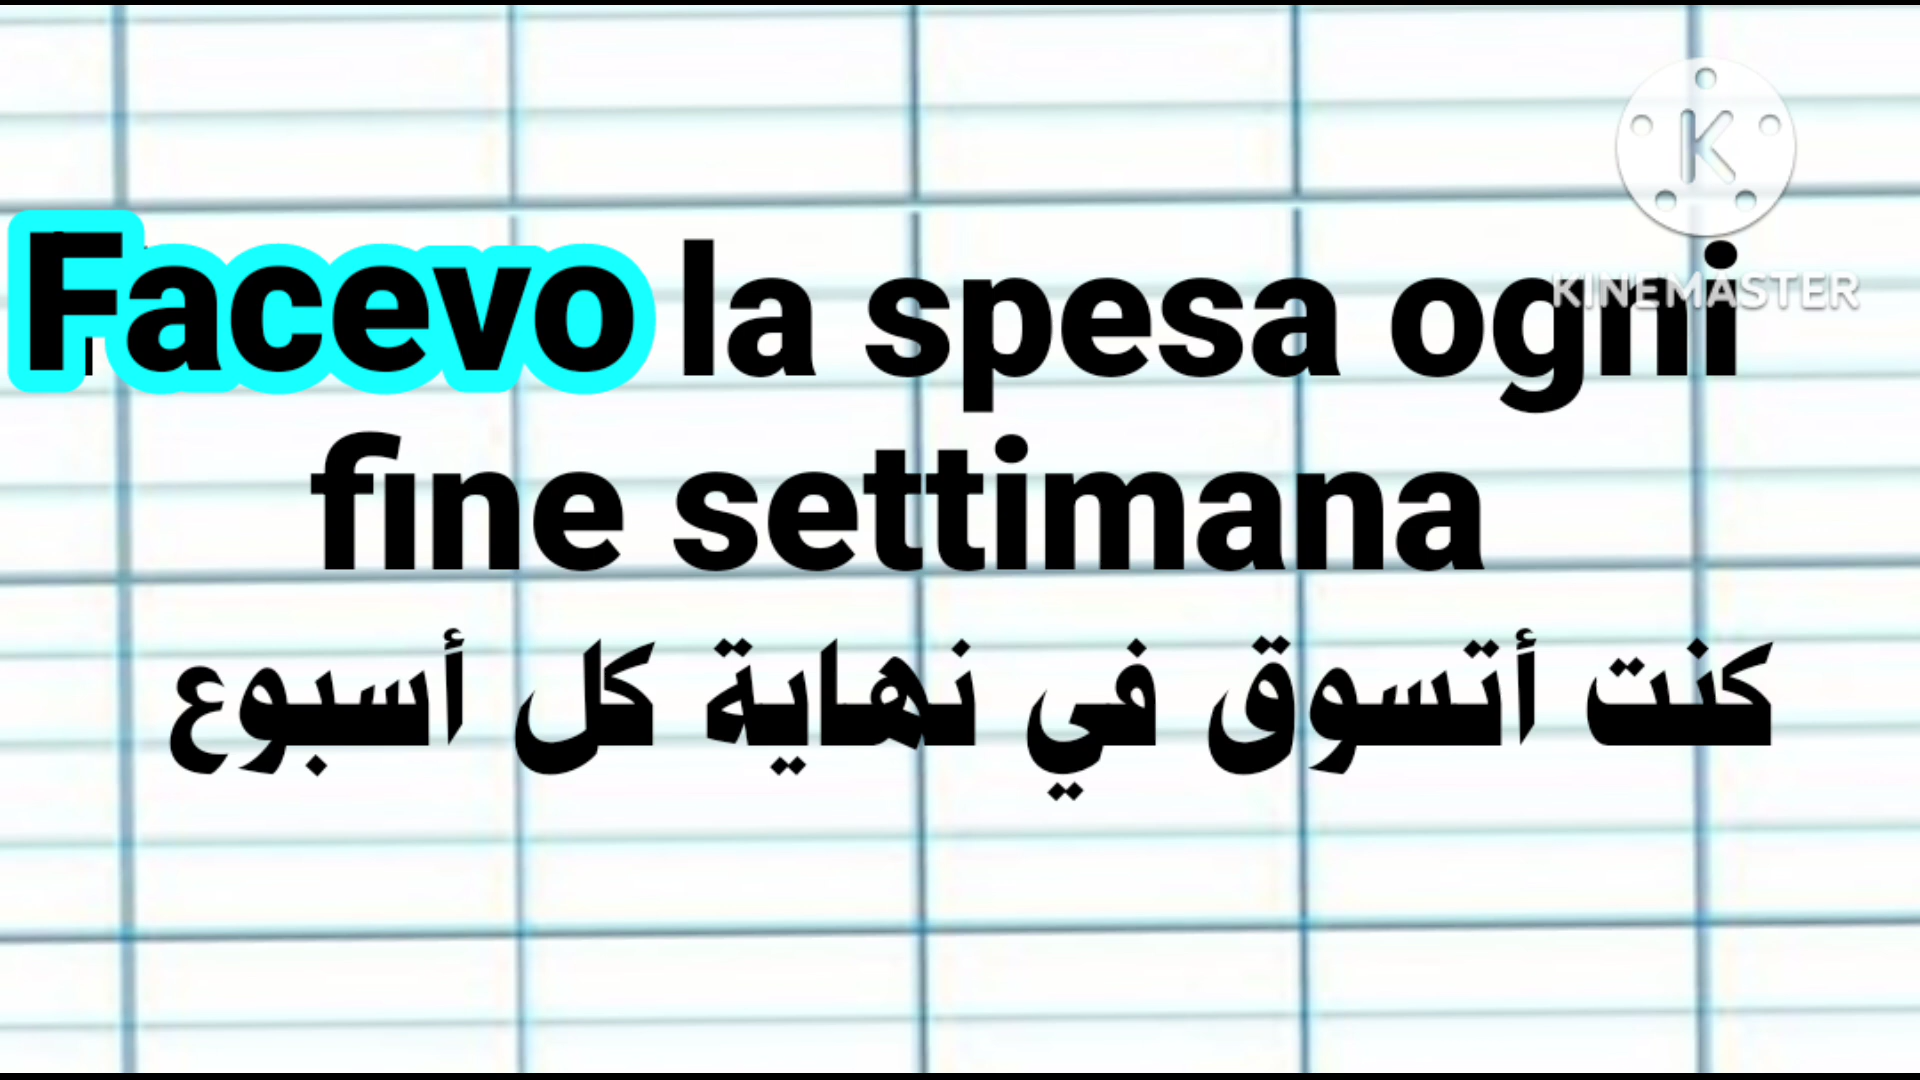 K
KINEMASTER
Facevo la spesa ogni
fine settimana
كنت أتسوق في نهاية كل أسبوع